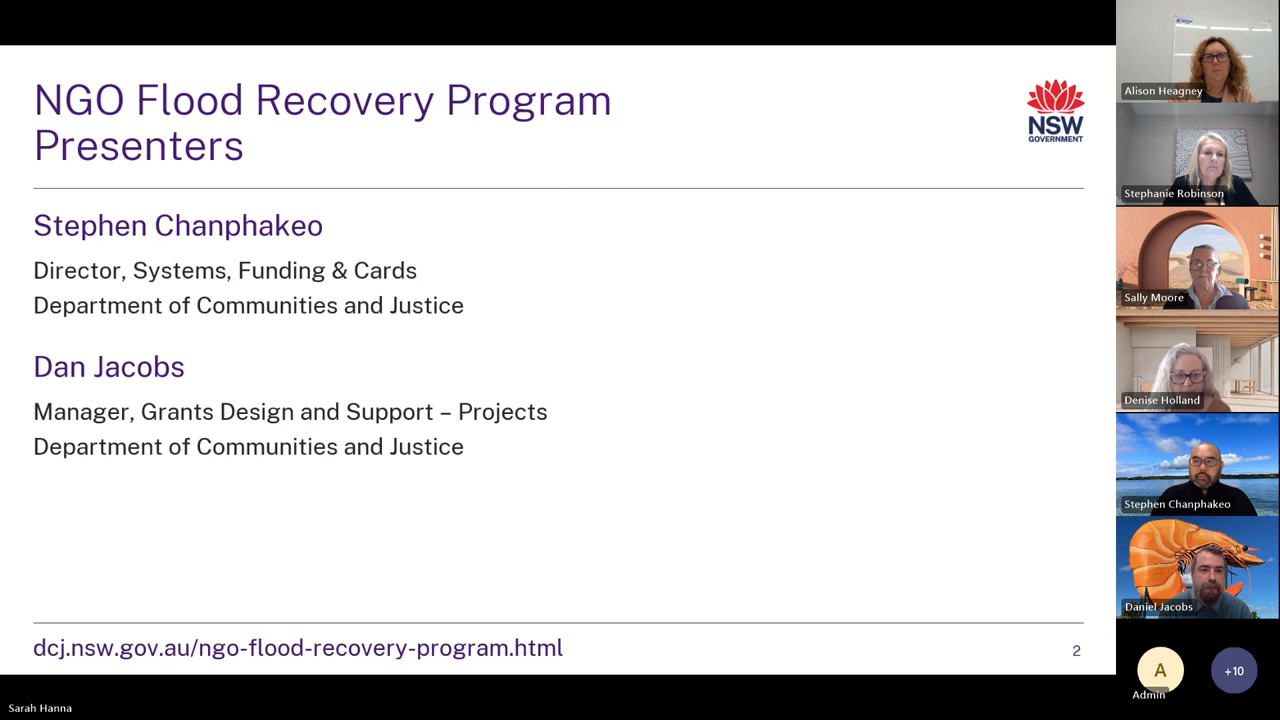 NGO Flood Recovery Program
Presenters
NSW
GOVERNMENT
Stephen Chanphakeo
Director, Systems, Funding & Cards
Department of Communities and Justice
Dan Jacobs
Manager, Grants Design and Support – Projects
Department of Communities and Justice
dcj.nsw.gov.au/ngo-flood-recovery-program.html
2
Alison Heagney
Stephanie Robinson
Sally Moore
Denise Holland
Stephen Chanphakeo
Daniel Jacobs
A
+10
Admin
Sarah Hanna